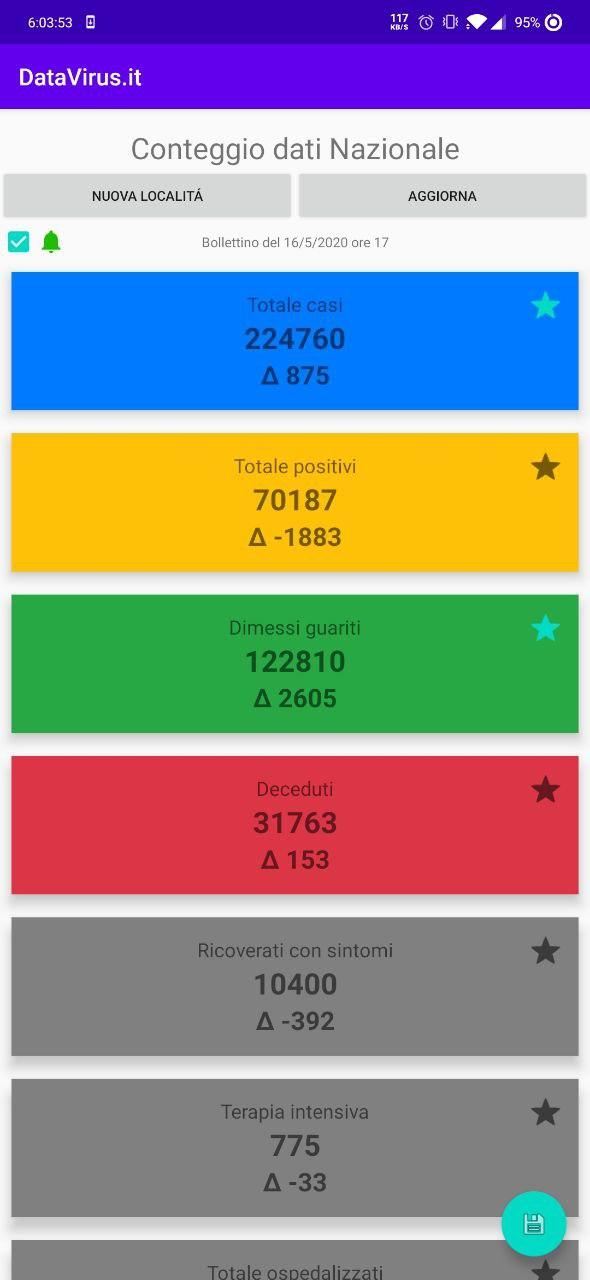 6:03:53
117
KB/S
95%
DataVirus.it
Conteggio dati Nazionale
NUOVA LOCALITÁ
AGGIORNA
Bollettino del 16/5/2020 ore 17
Totale casi
224760
Δ 875
Totale positivi
70187
Δ -1883
Dimessi guariti
122810
Δ 2605
Deceduti
31763
Δ 153
Ricoverati con sintomi
10400
Δ -392
Terapia intensiva
775
Δ -33
Totale ospedalizzati